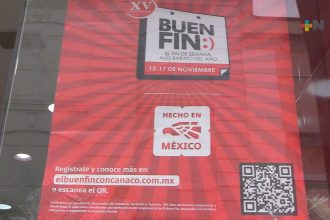 XV
+N
BUEN
FIN:)
EL FIN DE SEMANA
MÁS BARATO DEL AÑO
13-17 DE NOVIEMBRE
HECHO EN
MÉXICO
Regístrate y conoce más en:
elbuenfinconcanaco.com.mx
o escanea el QR.